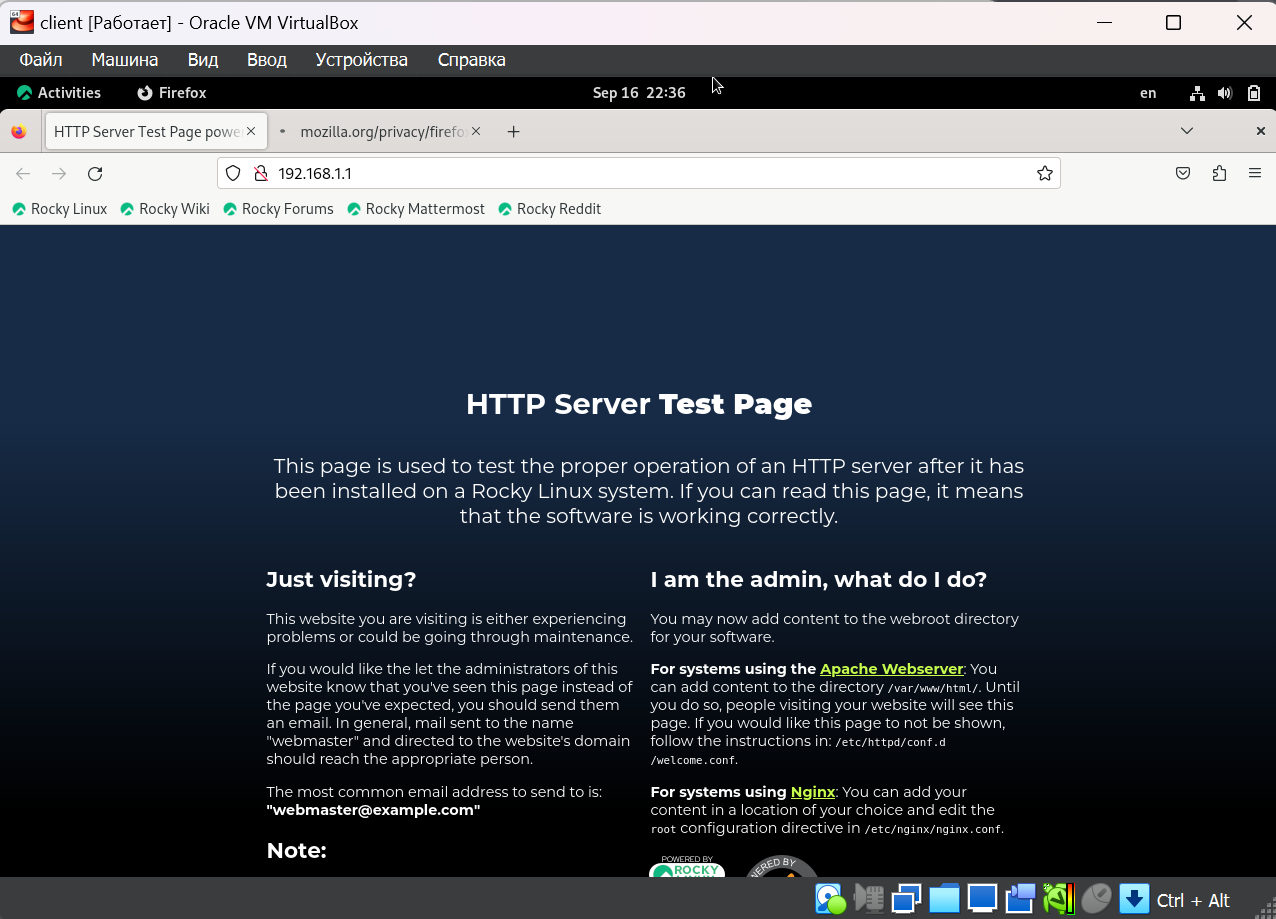 client [Работает] - Oracle VM VirtualBox
Файл Машина Вид Ввод Устройства Справка
Activities Firefox Sep 16 22:36 en
HTTP Server Test Page powe mozilla.org/privacy/firefo
192.168.1.1
Rocky Linux Rocky Wiki Rocky Forums Rocky Mattermost Rocky Reddit
HTTP Server Test Page
This page is used to test the proper operation of an HTTP server after it has
been installed on a Rocky Linux system. If you can read this page, it means
that the software is working correctly.
Just visiting?
This website you are visiting is either experiencing
problems or could be going through maintenance.
If you would like the let the administrators of this
website know that you've seen this page instead of
the page you've expected, you should send them
an email. In general, mail sent to the name
"webmaster" and directed to the website's domain
should reach the appropriate person.
The most common email address to send to is:
"webmaster@example.com"
Note:
I am the admin, what do I do?
You may now add content to the webroot directory
for your software.
For systems using the Apache Webserver: You
can add content to the directory /var/www/html/. Until
you do so, people visiting your website will see this
page. If you would like this page to not be shown,
follow the instructions in: /etc/httpd/conf.d
/welcome.conf.
For systems using Nginx: You can add your
content in a location of your choice and edit the
root configuration directive in /etc/nginx/nginx.conf.
POWERED BY
ROCKY
Ctrl + Alt